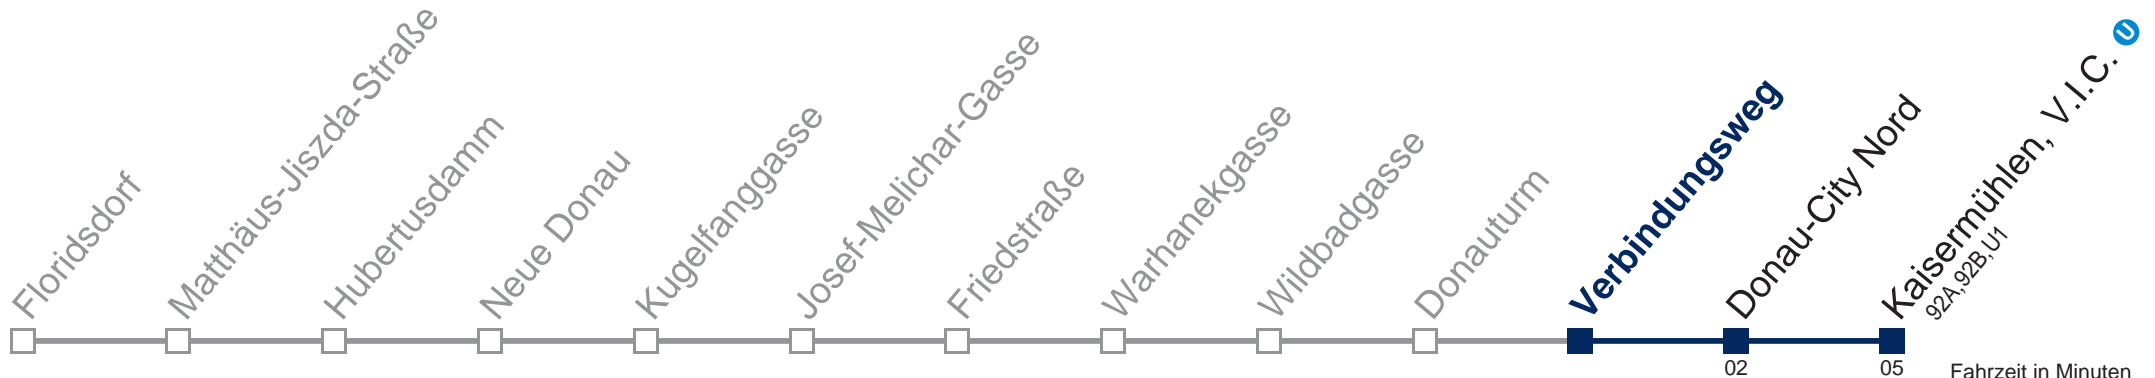 Floridsdorf
Matthäus-Jiszda-Straße
Hubertusdamm
Neue Donau
Kugelfanggasse
Josef-Melichar-Gasse
Friedstraße
Warhanekgasse
Wildbadgasse
Donauturm
Verbindungsweg
Donau-City Nord
Kaisermühlen, V.I.C. U
92A,92B,U1
02
05
Fahrzeit in Minuten